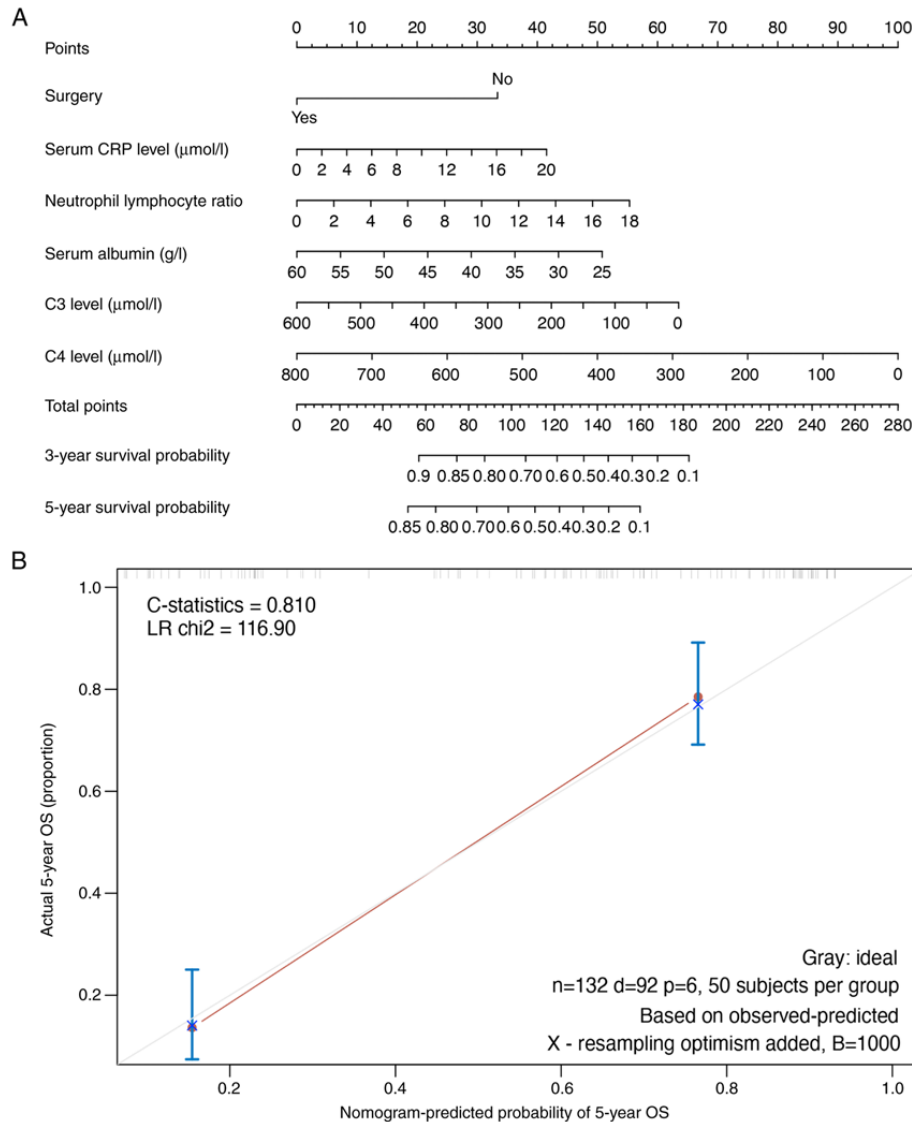 A
Points 0 10 20 30 40 50 60 70 80 90 100
No
Surgery
Yes
Serum CRP level (μmol/l)
0 2 4 6 8 12 16 20
Neutrophil lymphocyte ratio
0 2 4 6 8 10 12 14 16 18
Serum albumin (g/l)
60 55 50 45 40 35 30 25
C3 level (μmol/l)
600 500 400 300 200 100 0
C4 level (μmol/l)
800 700 600 500 400 300 200 100 0
Total points
0 20 40 60 80 100 120 140 160 180 200 220 240 260 280
3-year survival probability
0.9 0.85 0.80 0.70 0.60 0.50 0.40 0.30 0.2 0.1
5-year survival probability
0.85 0.80 0.70 0.60 0.50 0.40 0.30 0.2 0.1
B
C-statistics = 0.810
LR chi2 = 116.90
1.0
0.8
0.6
0.4
0.2
Actual 5-year OS (proportion)
Gray: ideal
n=132 d=92 p=6, 50 subjects per group
Based on observed-predicted
X - resampling optimism added, B=1000
0.2 0.4 0.6 0.8 1.0
Nomogram-predicted probability of 5-year OS